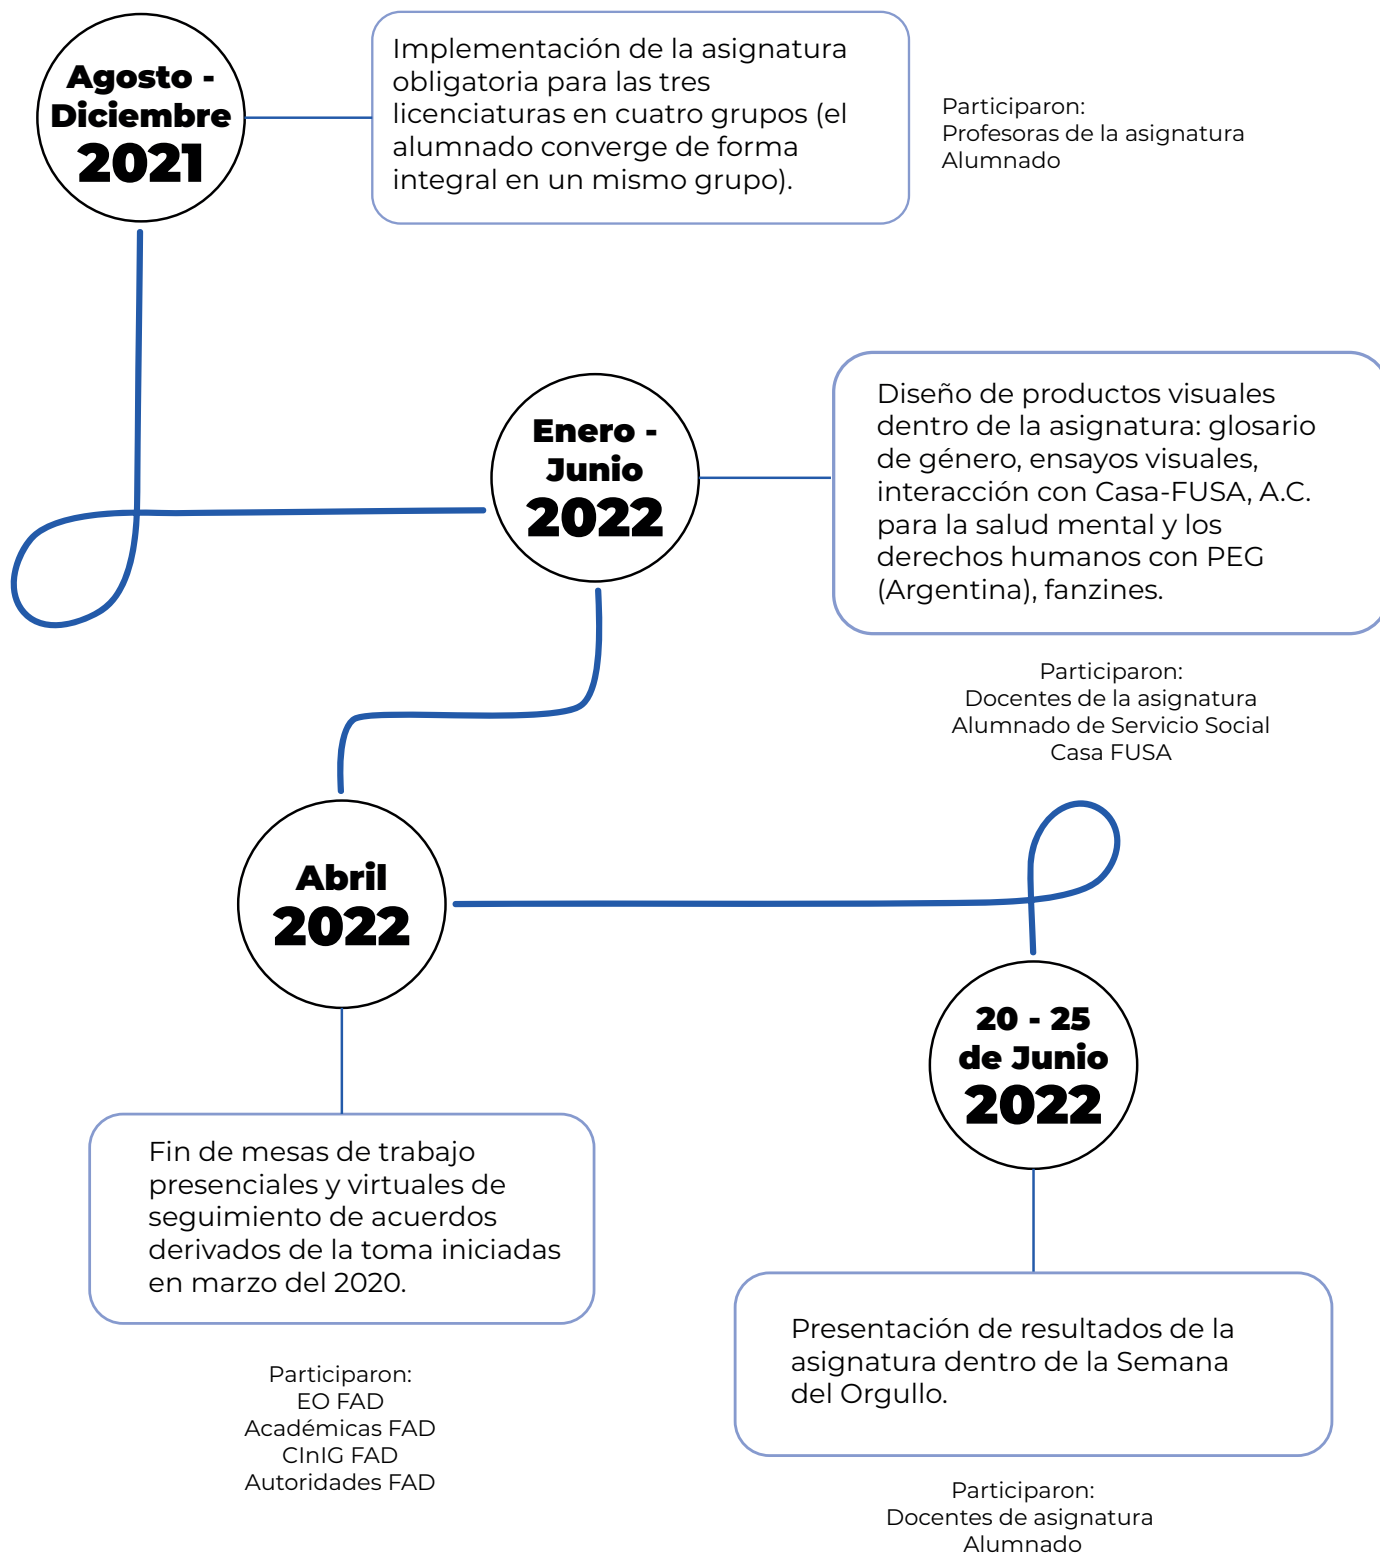 Agosto -
Diciembre
2021
Implementación de la asignatura
obligatoria para las tres
licenciaturas en cuatro grupos (el
alumnado converge de forma
integral en un mismo grupo).
Participaron:
Profesoras de la asignatura
Alumnado
Enero -
Junio
2022
Diseño de productos visuales
dentro de la asignatura: glosario
de género, ensayos visuales,
interacción con Casa-FUSA, A.C.
para la salud mental y los
derechos humanos con PEG
(Argentina), fanzines.
Participaron:
Docentes de la asignatura
Alumnado de Servicio Social
Casa FUSA
Abril
2022
Fin de mesas de trabajo
presenciales y virtuales de
seguimiento de acuerdos
derivados de la toma iniciadas
en marzo del 2020.
Participaron:
EO FAD
Académicas FAD
CInIG FAD
Autoridades FAD
20 - 25
de Junio
2022
Presentación de resultados de la
asignatura dentro de la Semana
del Orgullo.
Participaron:
Docentes de asignatura
Alumnado